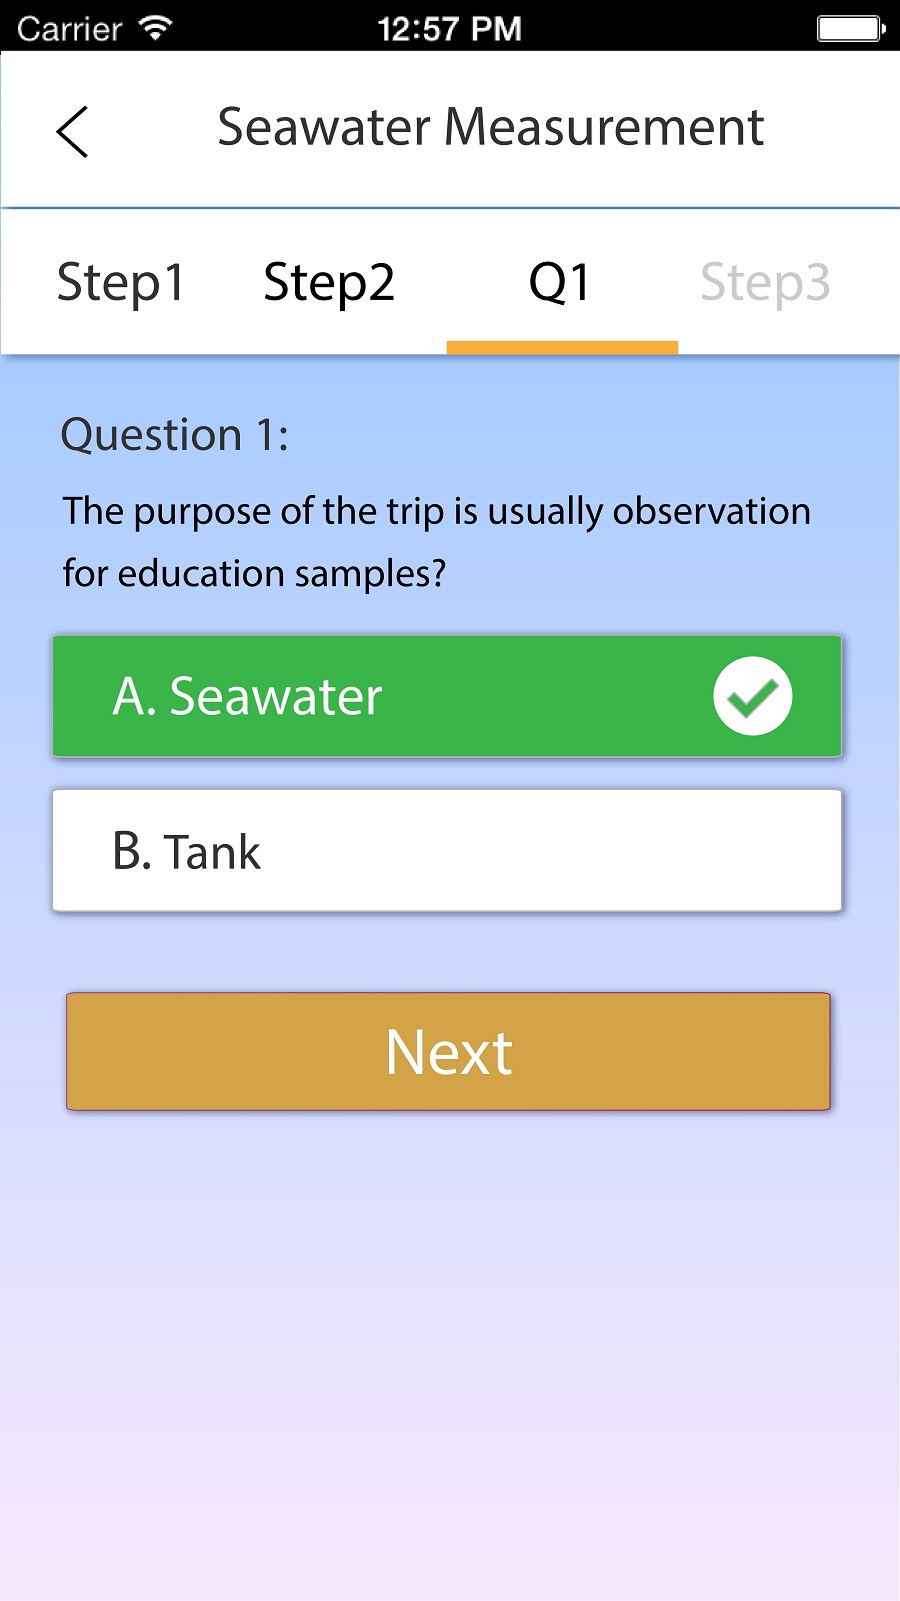 Carrier 12:57 PM
Seawater Measurement
Step1 Step2 Q1 Step3
Question 1:
The purpose of the trip is usually observation
for education samples?
A. Seawater
B. Tank
Next